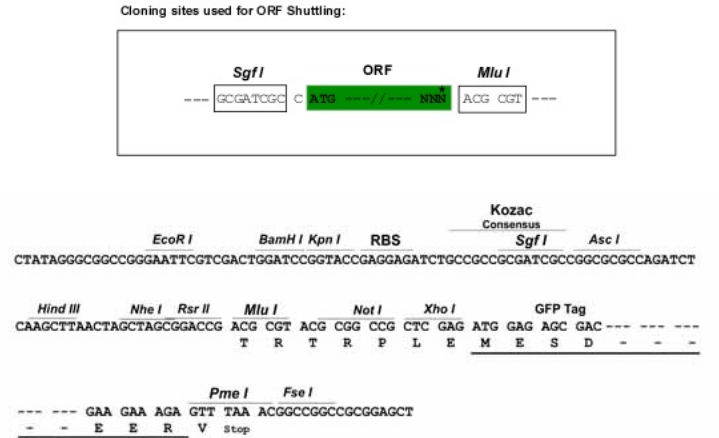 Cloning sites used for ORF Shuttling:
Sgf I ORF Mlu I
--- GCGATCGC C ATG ---//--- NNN* ACG CGT ---
Kozac
Consensus
EcoR I BamH I Kpn I RBS Sgf I Asc I
CTATAGGGCGGCCGGGAATTCGTCGACTGGATCCGGTACCGAGGAGATCTGCCGCCGCGATCGCCGGCGCGCCAGATCT
Hind III Nhe I Rsr II Mlu I Not I Xho I GFP Tag
CAAGCTTAACTAGCTAGCGGACCG ACG CGT ACG CGG CCG CTC GAG ATG GAG AGC GAC --- --- ---
T R T R P L E M E S D - - -
Pme I Fse I
--- --- GAA GAA AGA GTT TAA ACGGCCGGCCGCGGAGCT
- - E E R V Stop